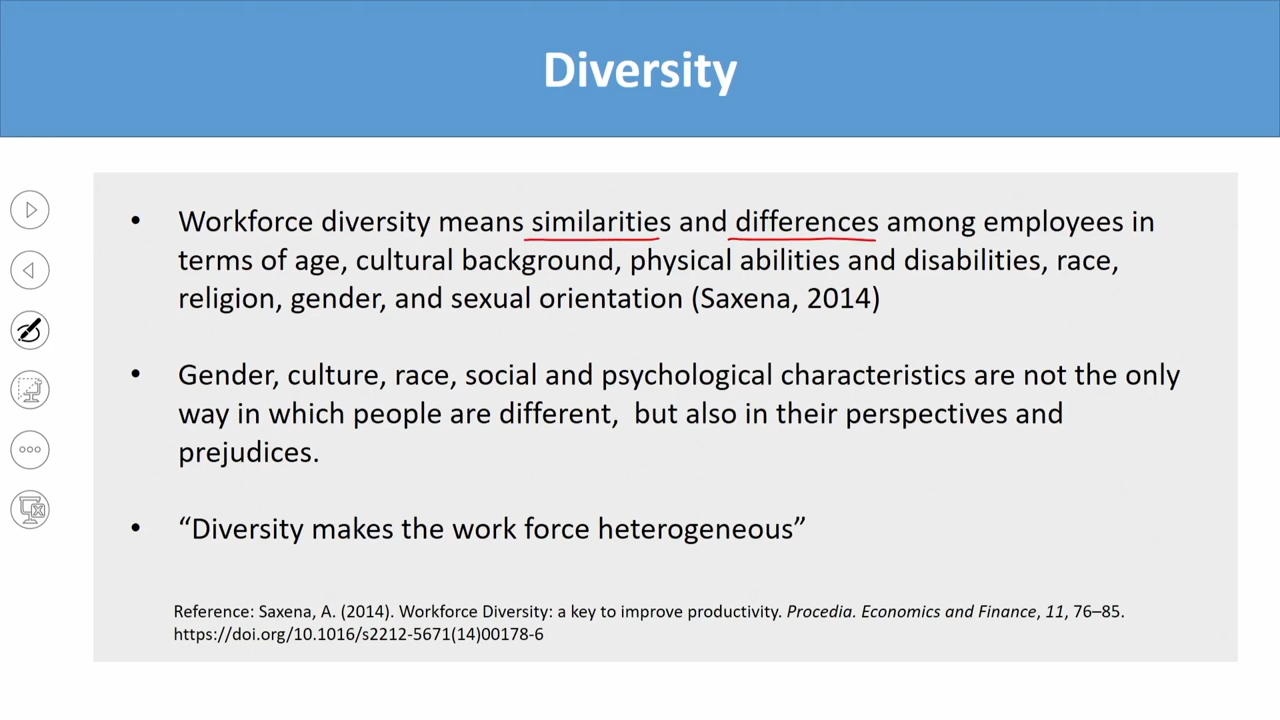 Diversity
• Workforce diversity means similarities and differences among employees in
terms of age, cultural background, physical abilities and disabilities, race,
religion, gender, and sexual orientation (Saxena, 2014)
• Gender, culture, race, social and psychological characteristics are not the only
way in which people are different,  but also in their perspectives and
prejudices.
• “Diversity makes the work force heterogeneous”
Reference: Saxena, A. (2014). Workforce Diversity: a key to improve productivity. Procedia. Economics and Finance, 11, 76–85.
https://doi.org/10.1016/s2212-5671(14)00178-6